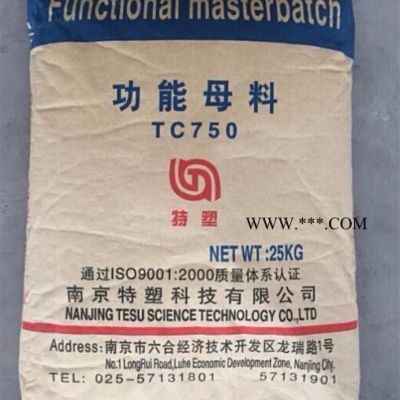 Functional masterbatch
功能母料
TC750
特塑
WWW.***.COM
NET WT:25KG
通过ISO9001:2000质量体系认证
南京特塑科技有限公司
NANJING TESU SCIENCE TECHNOLOGY CO.,LTD
Address:南京市六合经济技术开发区龙瑞路1号
No.1 LongRui Road,Luhe Economic Development Zone, Nanjing City.
TEL: 025-57131801 57131901